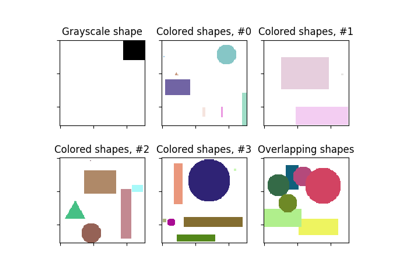 Grayscale shape
Colored shapes, #0
Colored shapes, #1
Colored shapes, #2
Colored shapes, #3
Overlapping shapes